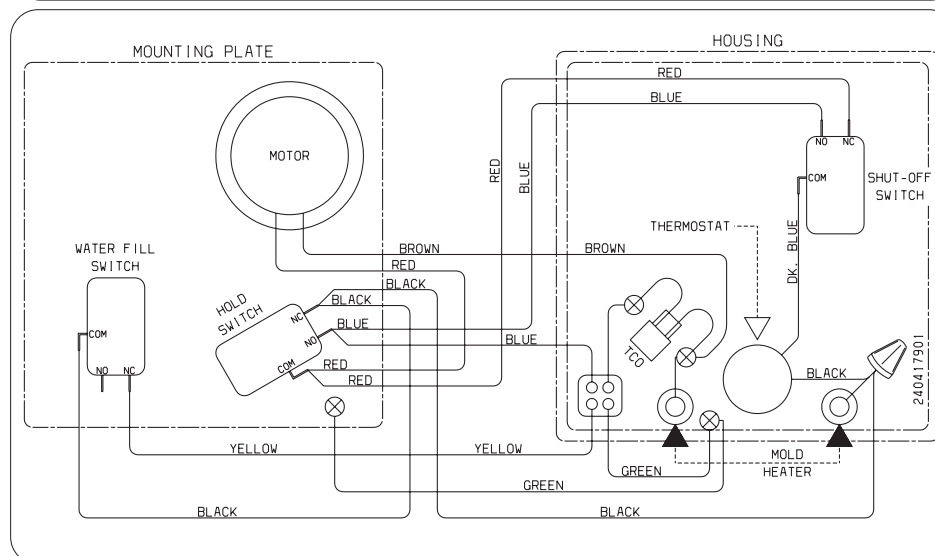 MOUNTING PLATE
HOUSING
RED
BLUE
NO NC
MOTOR
RED
BLUE
COM
SHUT-OFF
SWITCH
THERMOSTAT
DK. BLUE
WATER FILL
SWITCH
BROWN
BROWN
RED
BLACK
BLACK
HOLD
SWITCH
NC
NO
COM
BLUE
BLUE
RED
RED
COM
NO NC
TCO
BLACK
240417901
YELLOW
YELLOW
GREEN
MOLD
HEATER
GREEN
BLACK
BLACK